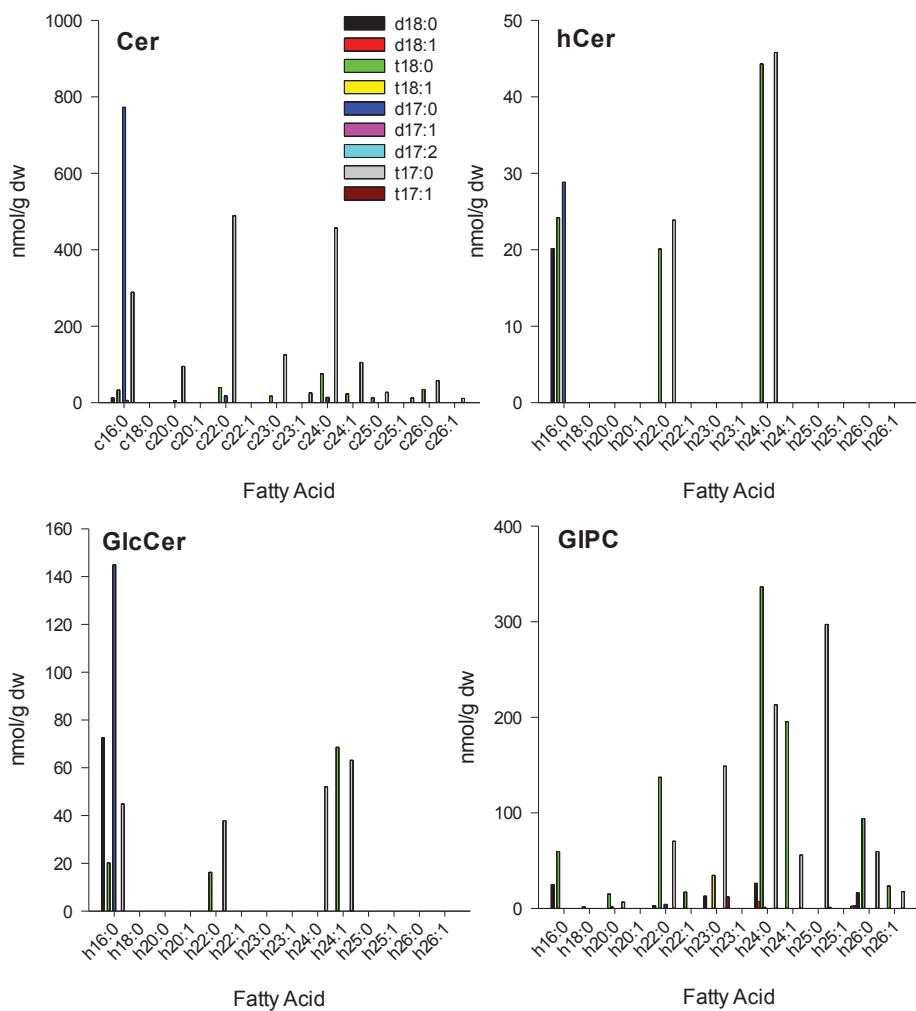 Cer
1000
800
600
400
200
0
nmol/g dw
c16:0
c18:0
c20:0
c20:1
c22:0
c22:1
c23:0
c23:1
c24:0
c24:1
c25:0
c25:1
c26:0
c26:1
Fatty Acid
d18:0
d18:1
t18:0
t18:1
d17:0
d17:1
d17:2
t17:0
t17:1
hCer
50
40
30
20
10
0
nmol/g dw
h16:0
h18:0
h20:0
h20:1
h22:0
h22:1
h23:0
h23:1
h24:0
h24:1
h25:0
h25:1
h26:0
h26:1
Fatty Acid
GlcCer
160
140
120
100
80
60
40
20
0
nmol/g dw
h16:0
h18:0
h20:0
h20:1
h22:0
h22:1
h23:0
h23:1
h24:0
h24:1
h25:0
h25:1
h26:0
h26:1
Fatty Acid
GIPC
400
300
200
100
0
nmol/g dw
h16:0
h18:0
h20:0
h20:1
h22:0
h22:1
h23:0
h23:1
h24:0
h24:1
h25:0
h25:1
h26:0
h26:1
Fatty Acid